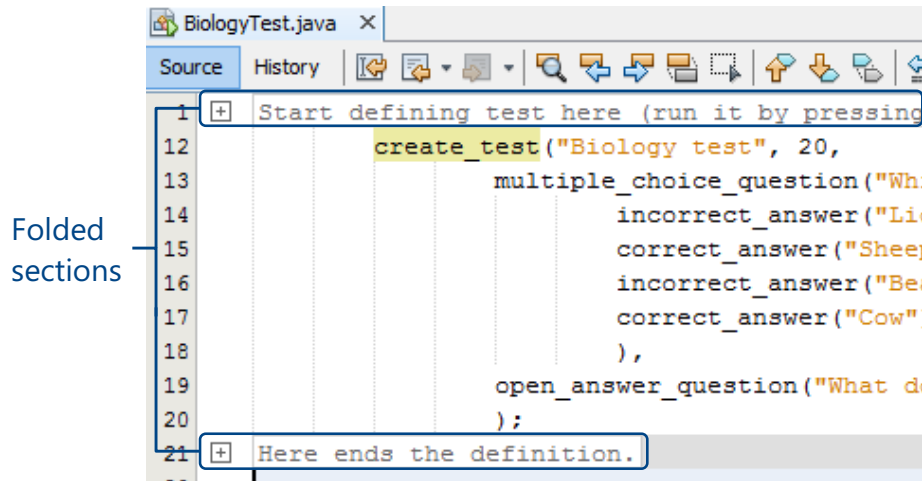 BiologyTest.java
Source History
1 Start defining test here (run it by pressing
12 create_test("Biology test", 20,
13 multiple_choice_question("Whi
14 incorrect_answer("Li
15 correct_answer("Sheep
16 incorrect_answer("Be
17 correct_answer("Cow"
18 ),
19 open_answer_question("What d
20 );
21 Here ends the definition.
Folded
sections